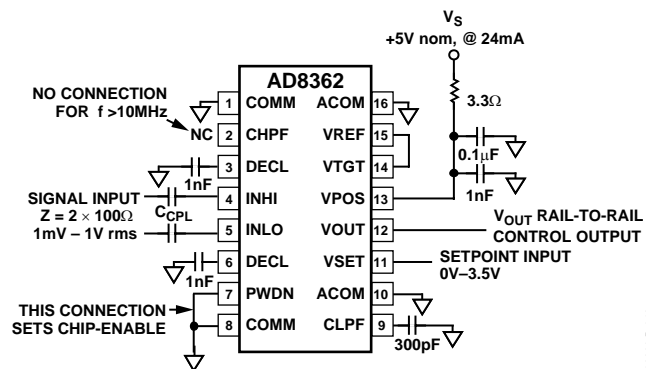 V_S
+5V nom, @ 24mA
AD8362
NO CONNECTION
FOR f >10MHz
NC
3.3Ω
0.1µF
1nF
1 COMM ACOM 16
2 CHPF VREF 15
3 DECL VTGT 14
1nF
4 INHI VPOS 13
SIGNAL INPUT
Z = 2 × 100Ω
1mV – 1V rms
C_CPL
5 INLO VOUT 12
V_OUT RAIL-TO-RAIL
CONTROL OUTPUT
6 DECL VSET 11
SETPOINT INPUT
0V–3.5V
1nF
7 PWDN ACOM 10
THIS CONNECTION
SETS CHIP-ENABLE
8 COMM CLPF 9
300pF